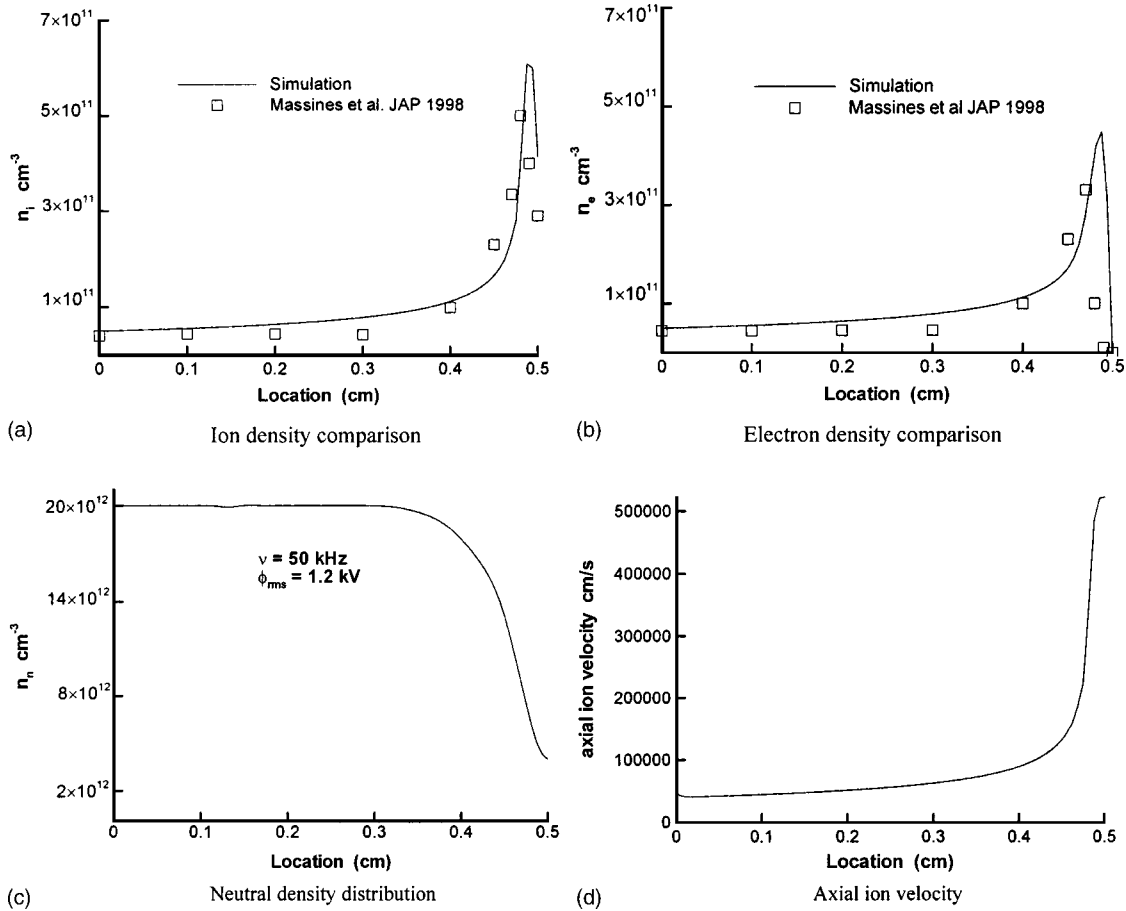 7×10¹¹
5×10¹¹
3×10¹¹
1×10¹¹
nᵢ cm⁻³
Simulation
Massines et al. JAP 1998
0 0.1 0.2 0.3 0.4 0.5
Location (cm)
(a) Ion density comparison
7×10¹¹
5×10¹¹
3×10¹¹
1×10¹¹
nₑ cm⁻³
Simulation
Massines et al JAP 1998
0 0.1 0.2 0.3 0.4 0.5
Location (cm)
(b) Electron density comparison
20×10¹²
14×10¹²
8×10¹²
2×10¹²
nₙ cm⁻³
ν = 50 kHz
ϕrms = 1.2 kV
0 0.1 0.2 0.3 0.4 0.5
Location (cm)
(c) Neutral density distribution
500000
400000
300000
200000
100000
0
axial ion velocity cm/s
0 0.1 0.2 0.3 0.4 0.5
Location (cm)
(d) Axial ion velocity